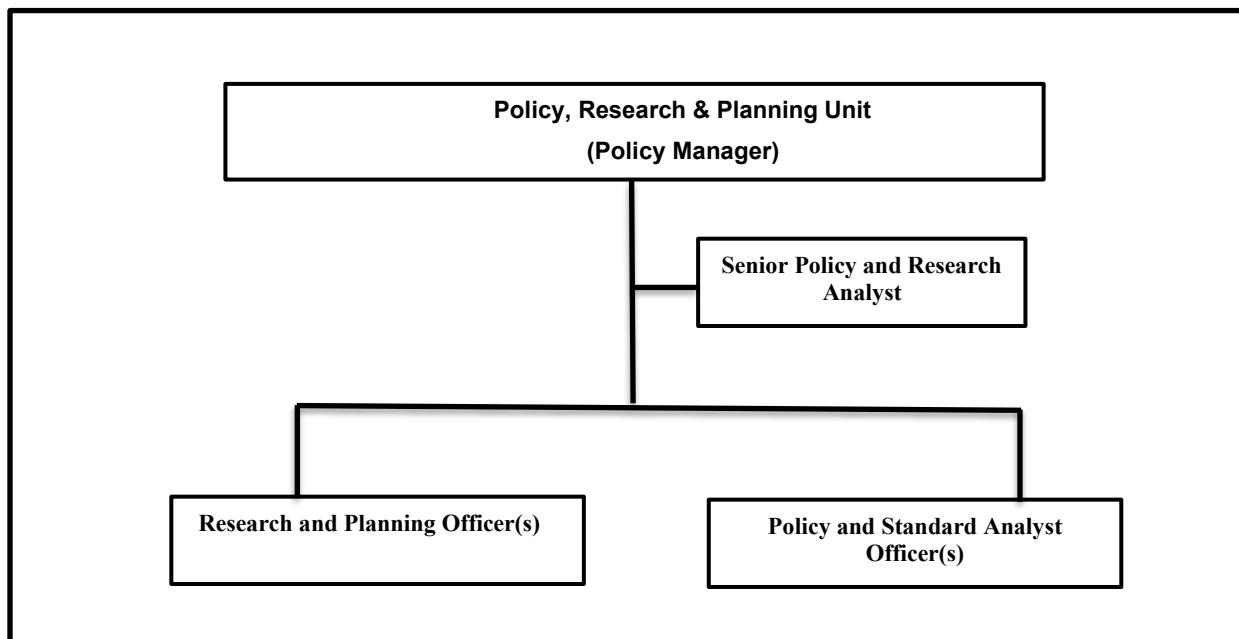 Policy, Research & Planning Unit
(Policy Manager)
Senior Policy and Research
Analyst
Research and Planning Officer(s)
Policy and Standard Analyst
Officer(s)